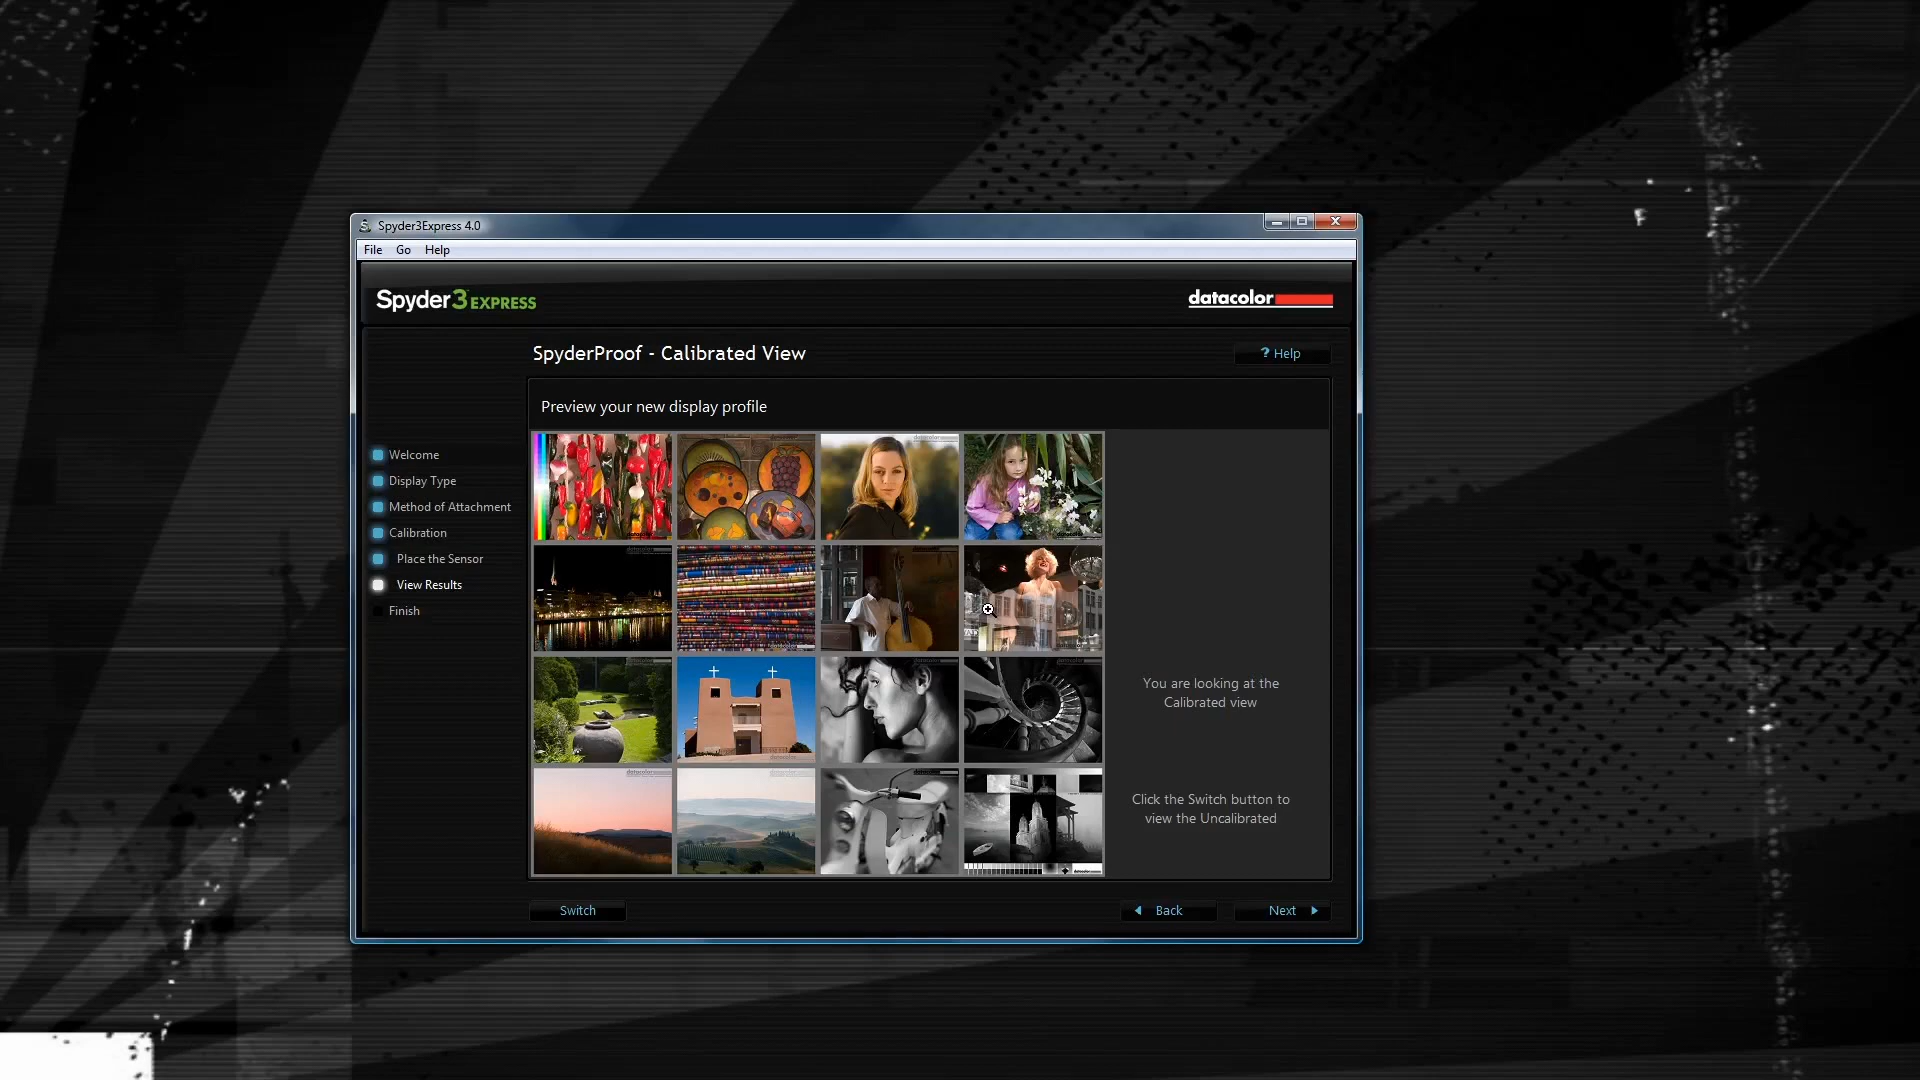 Spyder3Express 4.0
File Go Help
Spyder3EXPRESS
datacolor
SpyderProof - Calibrated View
? Help
Preview your new display profile
Welcome
Display Type
Method of Attachment
Calibration
Place the Sensor
View Results
Finish
You are looking at the
Calibrated view
Click the Switch button to
view the Uncalibrated
Switch
Back
Next